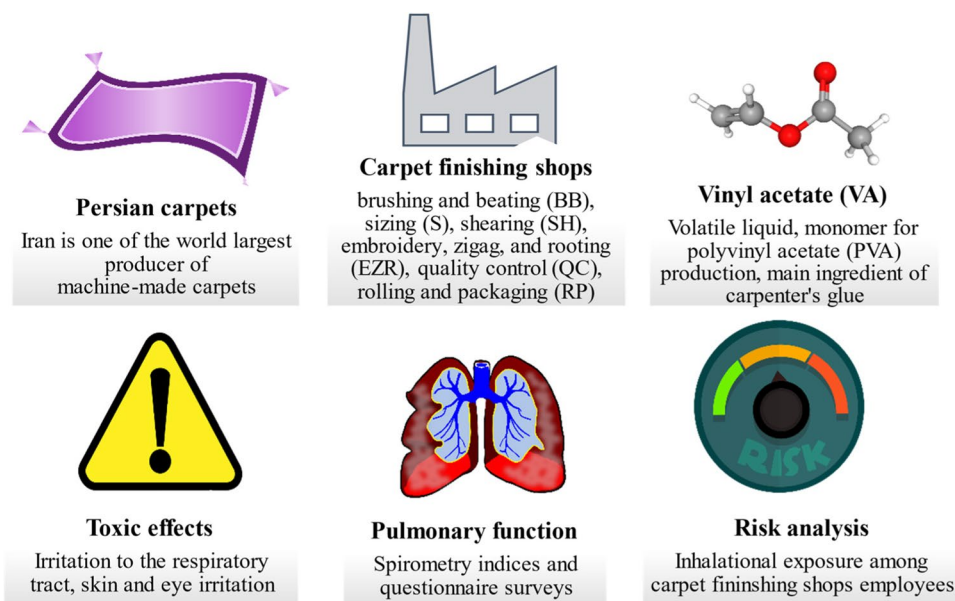 Persian carpets
Iran is one of the world largest
producer of
machine-made carpets
Carpet finishing shops
brushing and beating (BB),
sizing (S), shearing (SH),
embroidery, zigag, and rooting
(EZR), quality control (QC),
rolling and packaging (RP)
Vinyl acetate (VA)
Volatile liquid, monomer for
polyvinyl acetate (PVA)
production, main ingredient of
carpenter's glue
Toxic effects
Irritation to the respiratory
tract, skin and eye irritation
Pulmonary function
Spirometry indices and
questionnaire surveys
RISK
Risk analysis
Inhalational exposure among
carpet fininshing shops employees